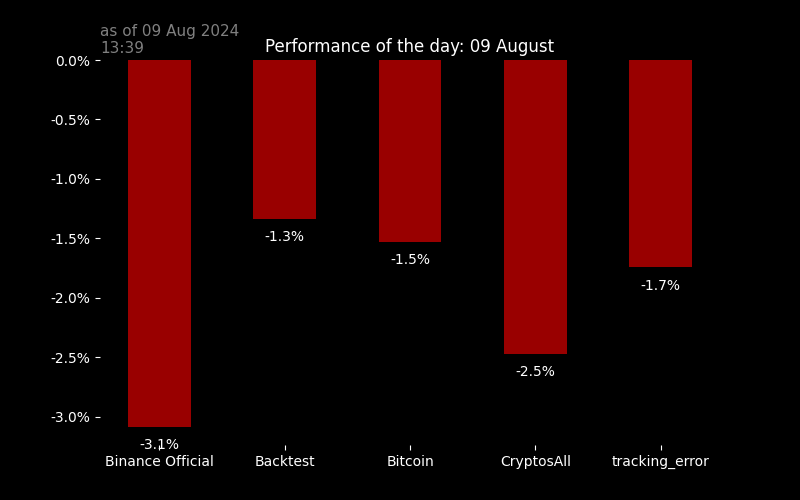 as of 09 Aug 2024
13:39
Performance of the day: 09 August
0.0%
-0.5%
-1.0%
-1.5%
-2.0%
-2.5%
-3.0%
-3.1%
-1.3%
-1.5%
-2.5%
-1.7%
Binance Official
Backtest
Bitcoin
CryptosAll
tracking_error